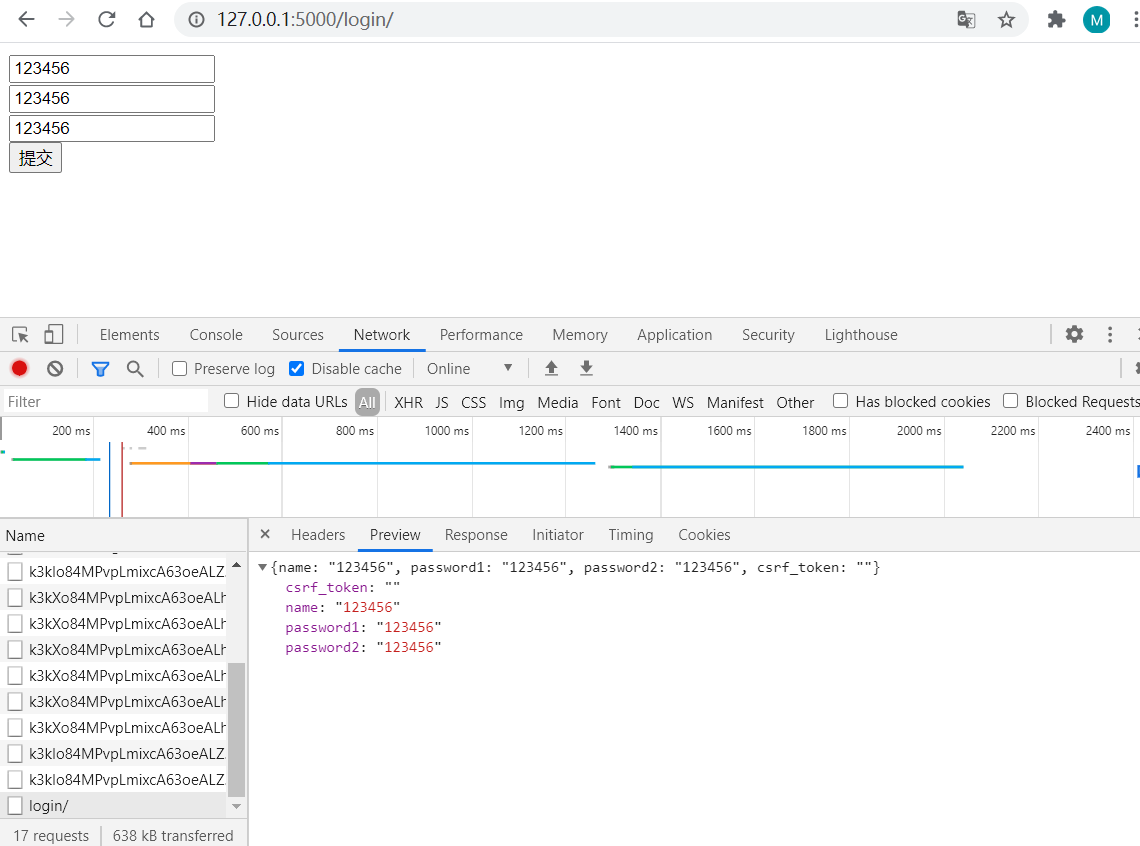 127.0.0.1:5000/login/
M
123456
123456
123456
提交
Elements Console Sources Network Performance Memory Application Security Lighthouse
Preserve log Disable cache Online
Filter Hide data URLs All XHR JS CSS Img Media Font Doc WS Manifest Other Has blocked cookies Blocked Requests
200 ms 400 ms 600 ms 800 ms 1000 ms 1200 ms 1400 ms 1600 ms 1800 ms 2000 ms 2200 ms 2400 ms
Name
Headers Preview Response Initiator Timing Cookies
k3klo84MPvpLmixcA63oeALZ
k3kXo84MPvpLmixcA63oeALh
k3kXo84MPvpLmixcA63oeALh
k3kXo84MPvpLmixcA63oeALh
k3kXo84MPvpLmixcA63oeALh
k3kXo84MPvpLmixcA63oeALh
k3kXo84MPvpLmixcA63oeALh
k3klo84MPvpLmixcA63oeALZ
k3klo84MPvpLmixcA63oeALZ
login/
17 requests 638 kB transferred
{name: "123456", password1: "123456", password2: "123456", csrf_token: ""}
csrf_token: ""
name: "123456"
password1: "123456"
password2: "123456"